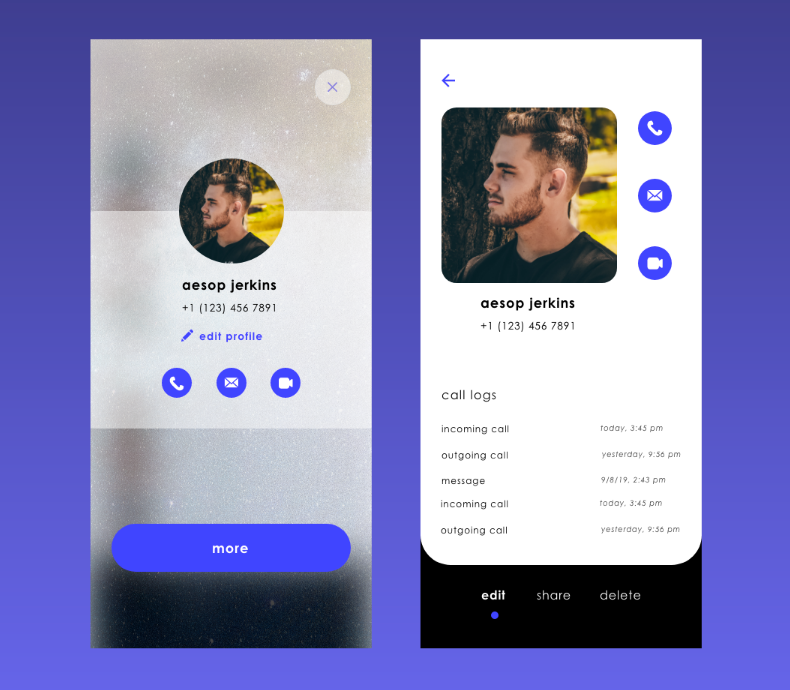 aesop jerkins
+1 (123) 456 7891
edit profile
more
aesop jerkins
+1 (123) 456 7891
call logs
incoming call today, 3:45 pm
outgoing call yesterday, 9:56 pm
message 9/8/19, 2:43 pm
incoming call today, 3:45 pm
outgoing call yesterday, 9:56 pm
edit share delete